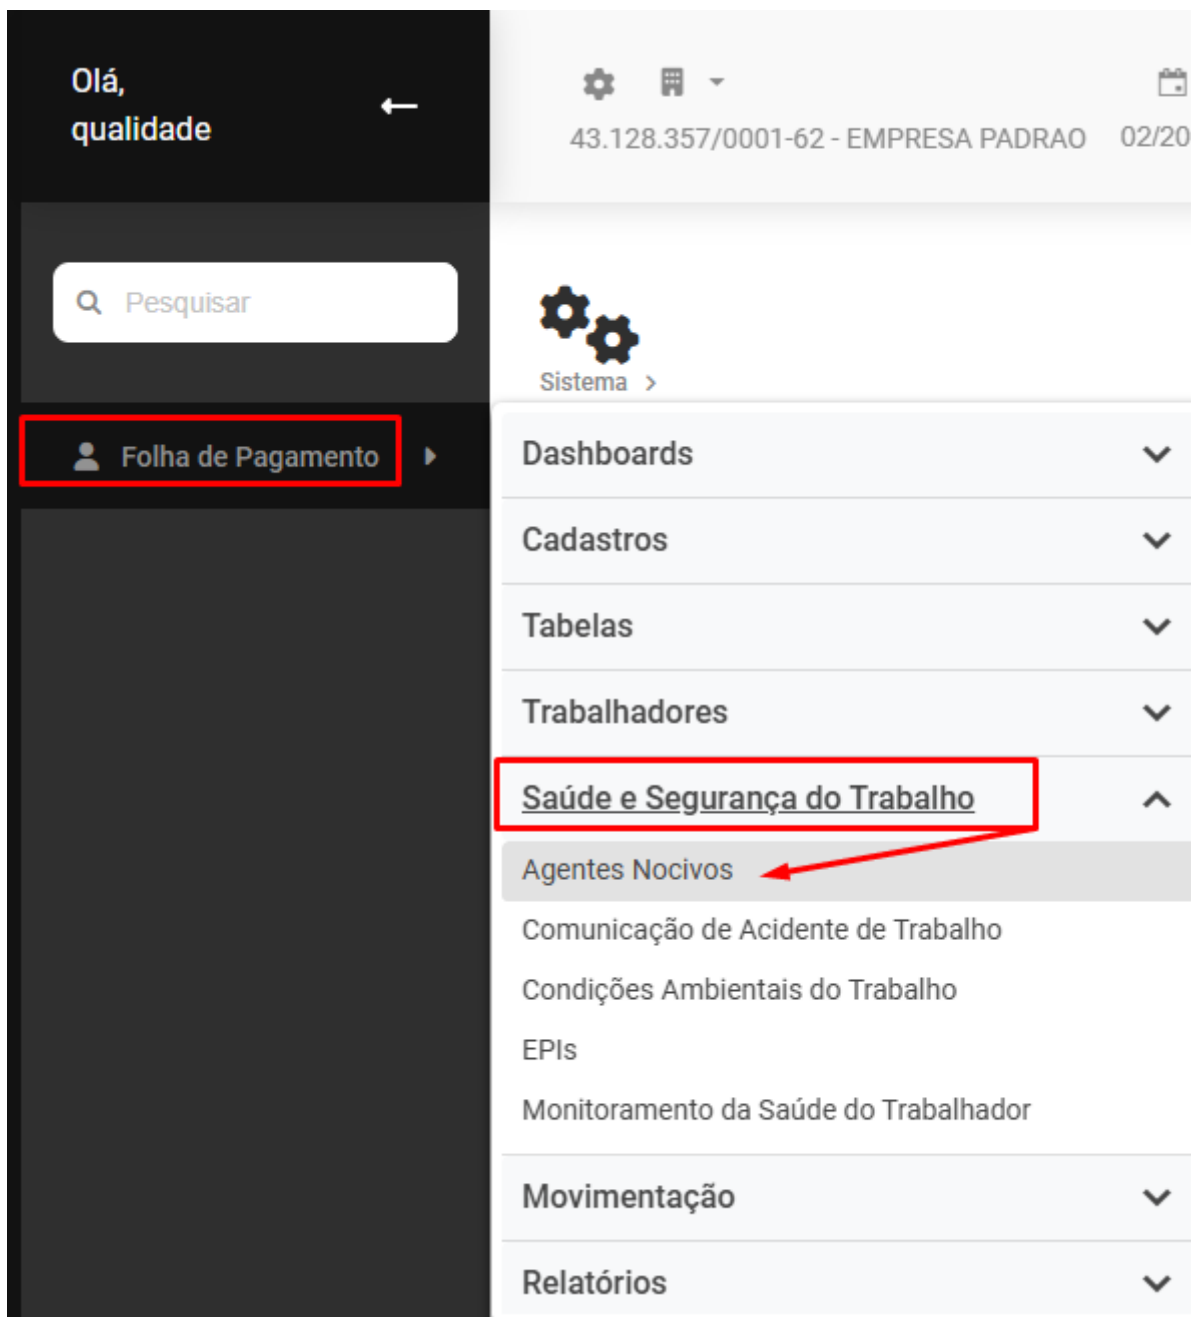 Olá,
qualidade
43.128.357/0001-62 - EMPRESA PADRAO
02/20
Pesquisar
Sistema >
Folha de Pagamento
Dashboards
Cadastros
Tabelas
Trabalhadores
Saúde e Segurança do Trabalho
Agentes Nocivos
Comunicação de Acidente de Trabalho
Condições Ambientais do Trabalho
EPIs
Monitoramento da Saúde do Trabalhador
Movimentação
Relatórios